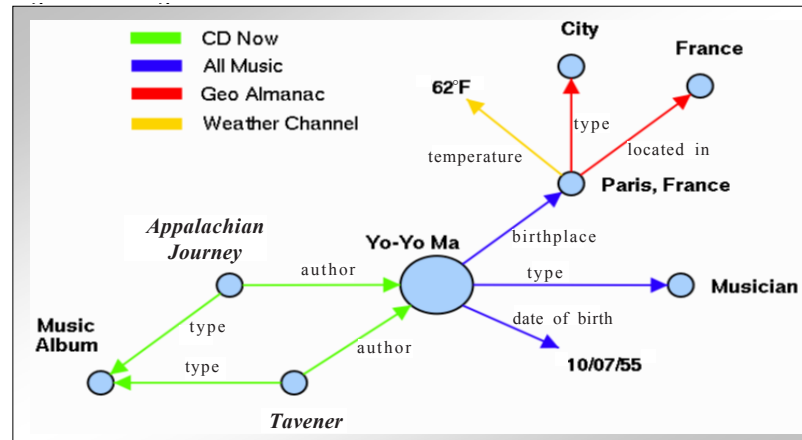 CD Now
All Music
Geo Almanac
Weather Channel
City
France
62°F
type
temperature
located in
Paris, France
Appalachian
Journey
Yo-Yo Ma
birthplace
author
type
Musician
Music
Album
type
date of birth
author
type
10/07/55
Tavener